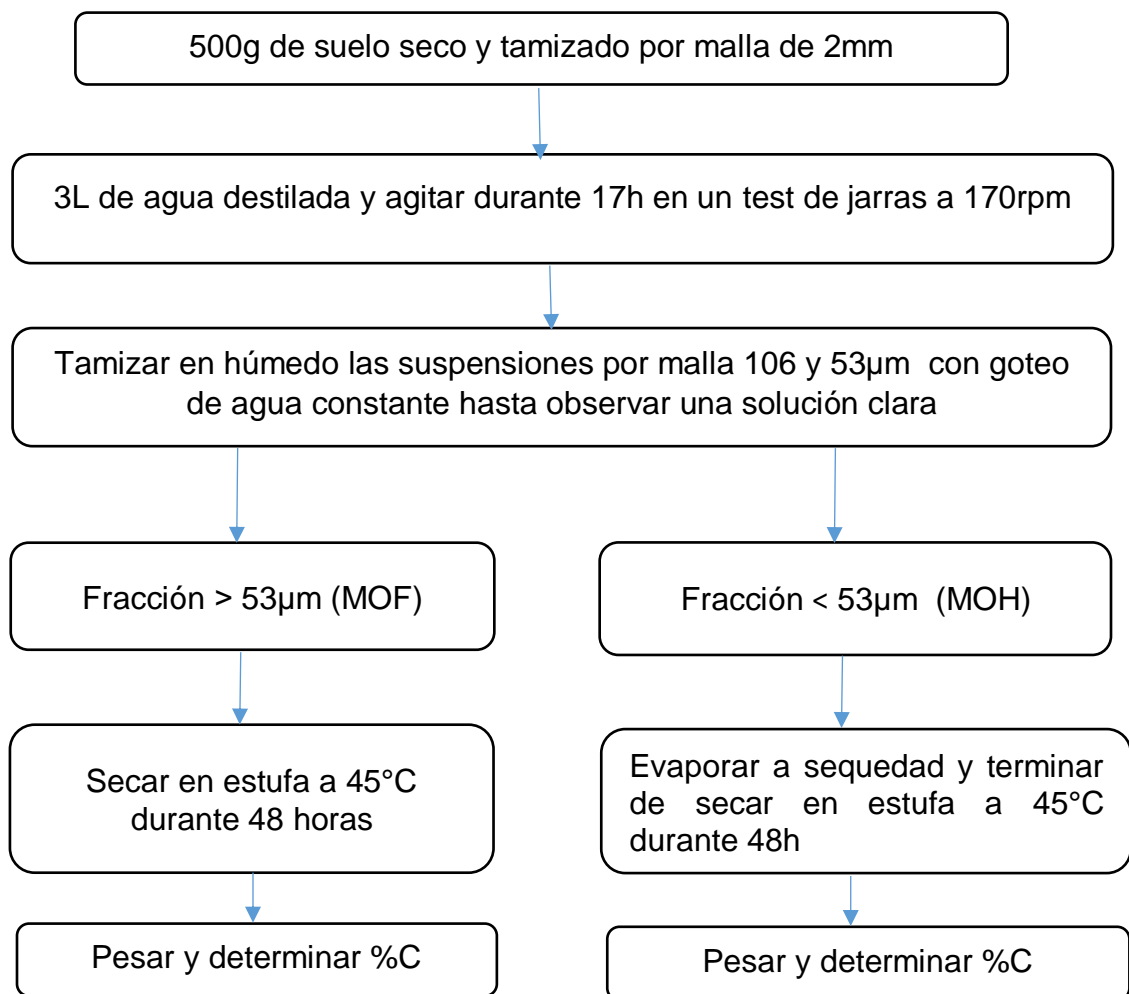 500g de suelo seco y tamizado por malla de 2mm
3L de agua destilada y agitar durante 17h en un test de jarras a 170rpm
Tamizar en húmedo las suspensiones por malla 106 y 53µm con goteo
de agua constante hasta observar una solución clara
Fracción > 53µm (MOF)
Fracción < 53µm (MOH)
Secar en estufa a 45°C
durante 48 horas
Evaporar a sequedad y terminar
de secar en estufa a 45°C
durante 48h
Pesar y determinar %C
Pesar y determinar %C